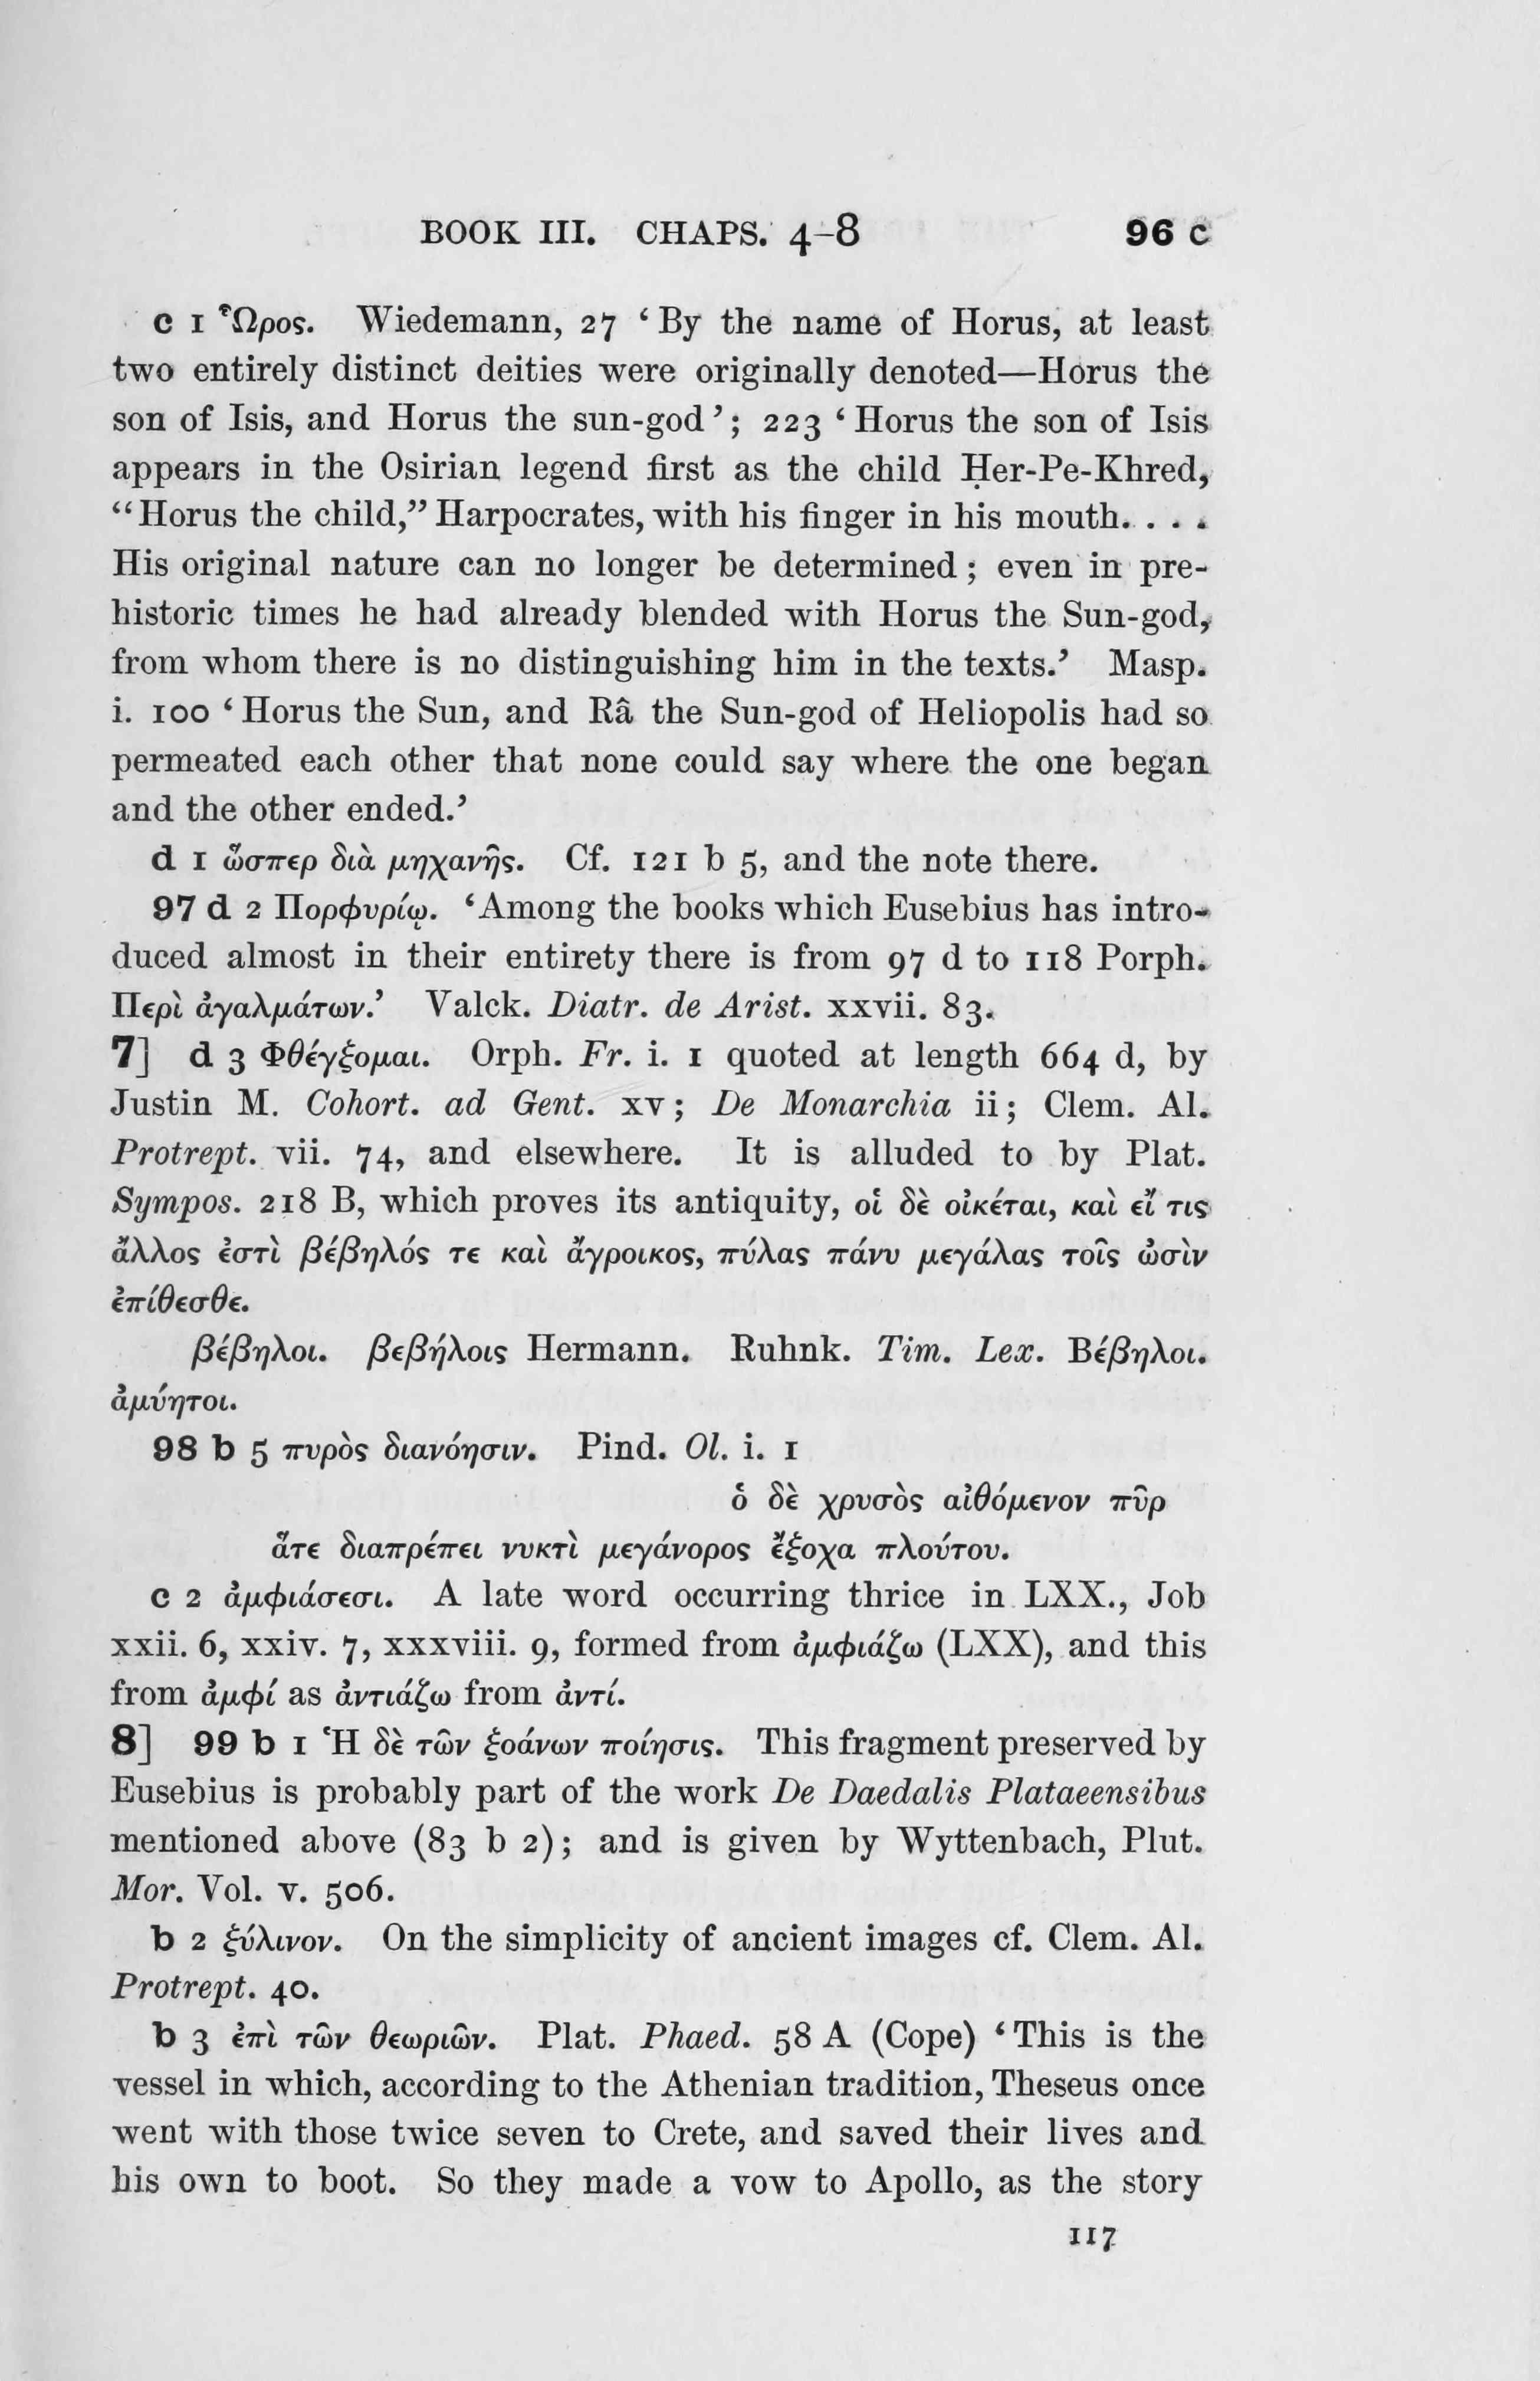 BOOK III. CHAPS. 4-8 96 c
c 1 Ὧρος. Wiedemann, 27 ‘By the name of Horus, at least
two entirely distinct deities were originally denoted—Horus the
son of Isis, and Horus the sun-god’; 223 ‘Horus the son of Isis
appears in the Osirian legend first as the child Ḥer-Pe-Khred,
“Horus the child,” Harpocrates, with his finger in his mouth. . . .
His original nature can no longer be determined; even in pre-
historic times he had already blended with Horus the Sun-god,
from whom there is no distinguishing him in the texts.’ Masp.
i. 100 ‘Horus the Sun, and Râ the Sun-god of Heliopolis had so
permeated each other that none could say where the one began
and the other ended.’
d 1 ὥσπερ διὰ μηχανῆς. Cf. 121 b 5, and the note there.
97 d 2 Πορφυρίῳ. ‘Among the books which Eusebius has intro-
duced almost in their entirety there is from 97 d to 118 Porph.
Περὶ ἀγαλμάτων.’ Valck. Diatr. de Arist. xxvii. 83.
7] d 3 Φθέγξομαι. Orph. Fr. i. 1 quoted at length 664 d, by
Justin M. Cohort. ad Gent. xv; De Monarchia ii; Clem. Al.
Protrept. vii. 74, and elsewhere. It is alluded to by Plat.
Sympos. 218 B, which proves its antiquity, οἱ δὲ οἰκέται, καὶ εἴ τις
ἄλλος ἐστὶ βέβηλός τε καὶ ἄγροικος, πύλας πάνυ μεγάλας τοῖς ὠσὶν
ἐπίθεσθε.
βέβηλοι. βεβήλοις Hermann. Ruhnk. Tim. Lex. Βέβηλοι.
ἀμύητοι.
98 b 5 πυρὸς διανόησιν. Pind. Ol. i. 1
ὁ δὲ χρυσὸς αἰθόμενον πῦρ
ἅτε διαπρέπει νυκτὶ μεγάνορος ἔξοχα πλούτου.
c 2 ἀμφιάσεσι. A late word occurring thrice in LXX., Job
xxii. 6, xxiv. 7, xxxviii. 9, formed from ἀμφιάζω (LXX), and this
from ἀμφί as ἀντιάζω from ἀντί.
8] 99 b 1 Ἡ δὲ τῶν ξοάνων ποίησις. This fragment preserved by
Eusebius is probably part of the work De Daedalis Plataeensibus
mentioned above (83 b 2); and is given by Wyttenbach, Plut.
Mor. Vol. v. 506.
b 2 ξύλινον. On the simplicity of ancient images cf. Clem. Al.
Protrept. 40.
b 3 ἐπὶ τῶν θεωριῶν. Plat. Phaed. 58 A (Cope) ‘This is the
vessel in which, according to the Athenian tradition, Theseus once
went with those twice seven to Crete, and saved their lives and
his own to boot. So they made a vow to Apollo, as the story
117